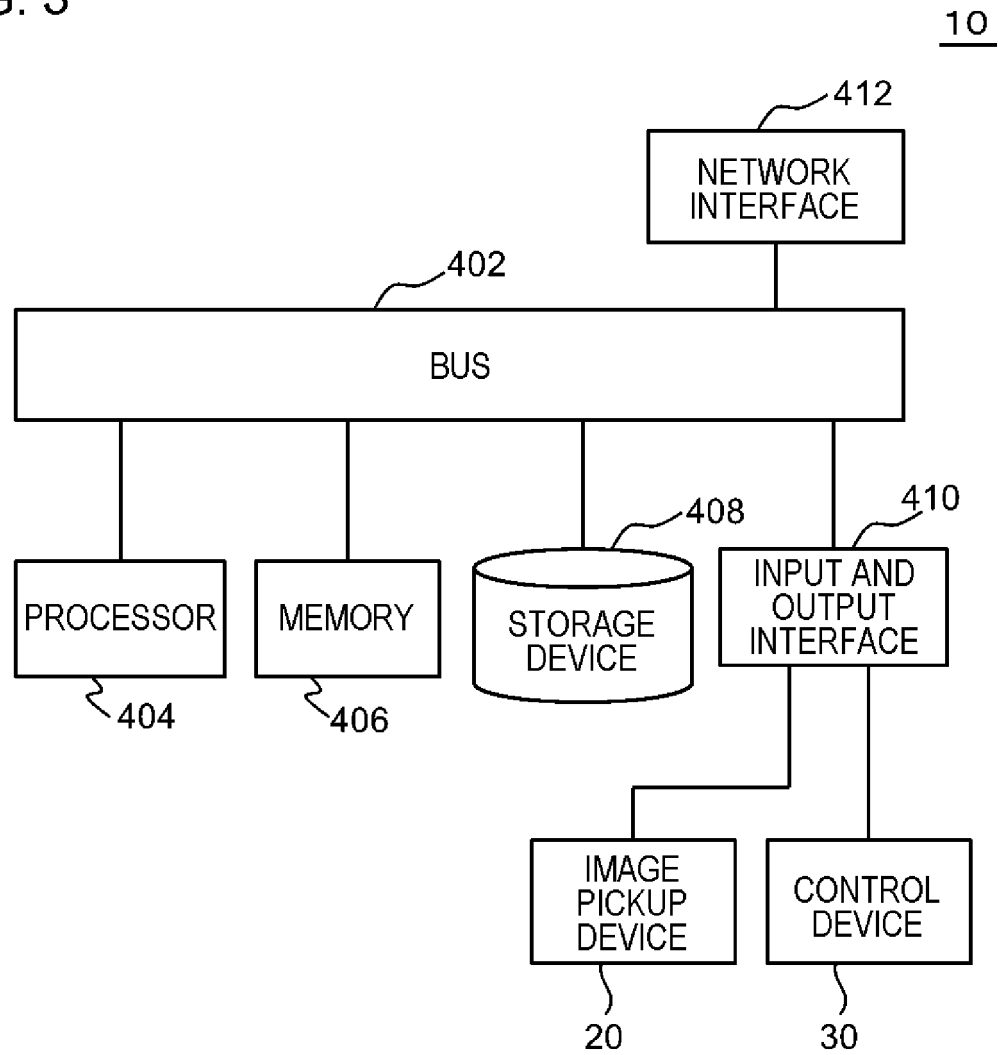 G. 3
10
412
NETWORK
INTERFACE
402
BUS
410
408
PROCESSOR
MEMORY
STORAGE
DEVICE
INPUT AND
OUTPUT
INTERFACE
404
406
IMAGE
PICKUP
DEVICE
CONTROL
DEVICE
20
30